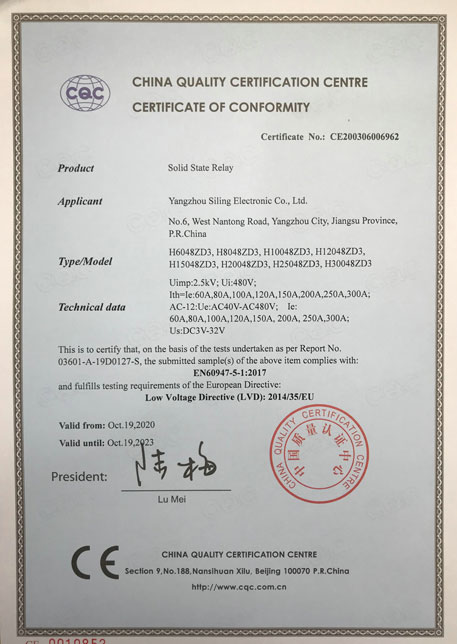 CQC
CHINA QUALITY CERTIFICATION CENTRE
CERTIFICATE OF CONFORMITY
Certificate No.: CE200306006962
Product Solid State Relay
Applicant Yangzhou Siling Electronic Co., Ltd.
No.6, West Nantong Road, Yangzhou City, Jiangsu Province,
P.R.China
H6048ZD3, H8048ZD3, H10048ZD3, H12048ZD3,
Type/Model H15048ZD3, H20048ZD3, H25048ZD3, H30048ZD3
Uimp:2.5kV; Ui:480V;
Ith=Ie:60A,80A,100A,120A,150A,200A,250A,300A;
Technical data AC-12:Ue:AC40V-AC480V; Ie:
60A,80A,100A,120A,150A, 200A, 250A,300A;
Us:DC3V-32V
This is to certify that, on the basis of the tests undertaken as per Report No.
03601-A-19D0127-S, the submitted sample(s) of the above item complies with:
EN60947-5-1:2017
and fulfills testing requirements of the European Directive:
Low Voltage Directive (LVD): 2014/35/EU
Valid from: Oct.19,2020
Valid until: Oct.19,2023
President: 陆梅
Lu Mei
CHINA QUALITY CERTIFICATION CENTRE
中国质量认证中心
CE CHINA QUALITY CERTIFICATION CENTRE
Section 9,No.188,Nansihuan Xilu, Beijing 100070 P.R.China
http://www.cqc.com.cn